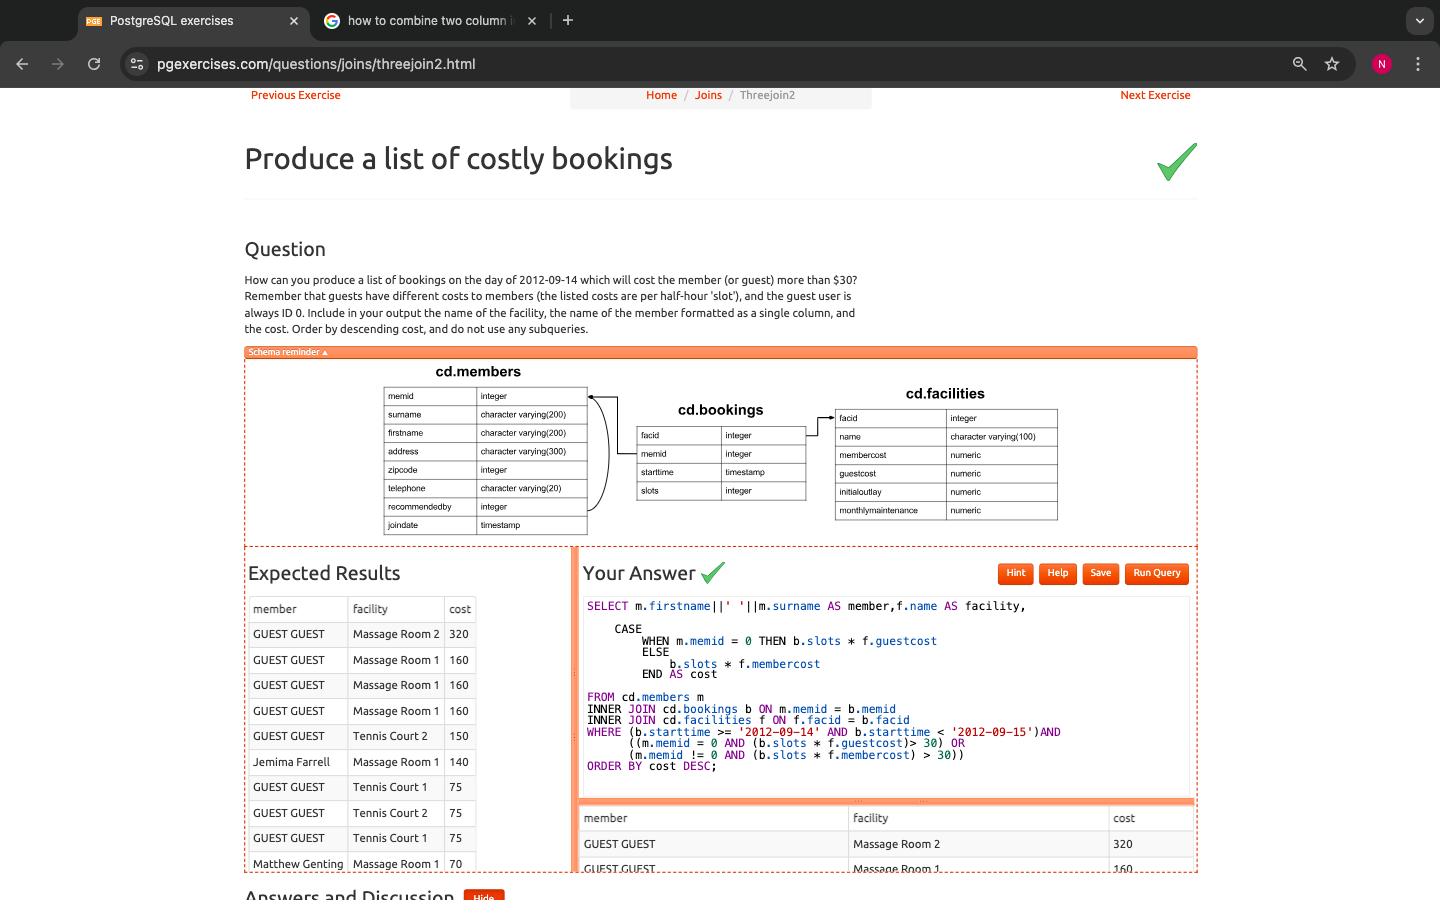 PGE PostgreSQL exercises
how to combine two column i
pgexercises.com/questions/joins/threejoin2.html
N
Previous Exercise
Home / Joins / Threejoin2
Next Exercise
Produce a list of costly bookings
Question
How can you produce a list of bookings on the day of 2012-09-14 which will cost the member (or guest) more than $30?
Remember that guests have different costs to members (the listed costs are per half-hour 'slot'), and the guest user is
always ID 0. Include in your output the name of the facility, the name of the member formatted as a single column, and
the cost. Order by descending cost, and do not use any subqueries.
Schema reminder
cd.members
memid integer
surname character varying(200)
firstname character varying(200)
address character varying(300)
zipcode integer
telephone character varying(20)
recommendedby integer
joindate timestamp
cd.bookings
facid integer
memid integer
starttime timestamp
slots integer
cd.facilities
facid integer
name character varying(100)
membercost numeric
guestcost numeric
initialoutlay numeric
monthlymaintenance numeric
Expected Results
member facility cost
GUEST GUEST Massage Room 2 320
GUEST GUEST Massage Room 1 160
GUEST GUEST Massage Room 1 160
GUEST GUEST Massage Room 1 160
GUEST GUEST Tennis Court 2 150
Jemima Farrell Massage Room 1 140
GUEST GUEST Tennis Court 1 75
GUEST GUEST Tennis Court 2 75
GUEST GUEST Tennis Court 1 75
Matthew Genting Massage Room 1 70
Your Answer
Hint Help Save Run Query
SELECT m.firstname||' '||m.surname AS member,f.name AS facility,
CASE
WHEN m.memid = 0 THEN b.slots * f.guestcost
ELSE
b.slots * f.membercost
END AS cost
FROM cd.members m
INNER JOIN cd.bookings b ON m.memid = b.memid
INNER JOIN cd.facilities f ON f.facid = b.facid
WHERE (b.starttime >= '2012-09-14' AND b.starttime < '2012-09-15')AND
((m.memid = 0 AND (b.slots * f.guestcost)> 30) OR
(m.memid != 0 AND (b.slots * f.membercost) > 30))
ORDER BY cost DESC;
member facility cost
GUEST GUEST Massage Room 2 320
GUEST GUEST Massage Room 1 160
Answers and Discussion Hide